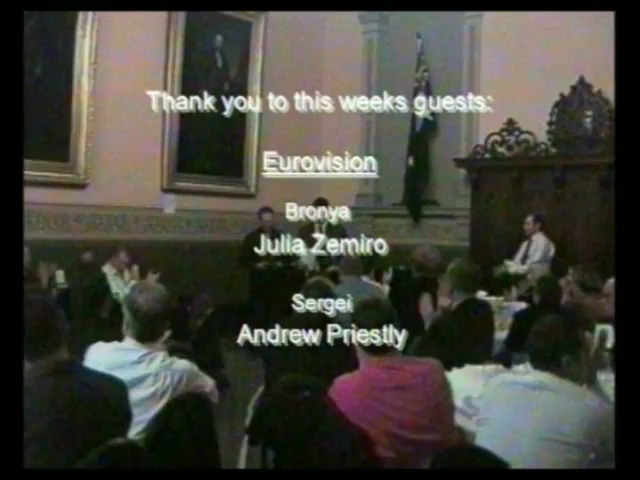 Thank you to this weeks guests:
Eurovision
Bronya
Julia Zemiro
Sergei
Andrew Priestly